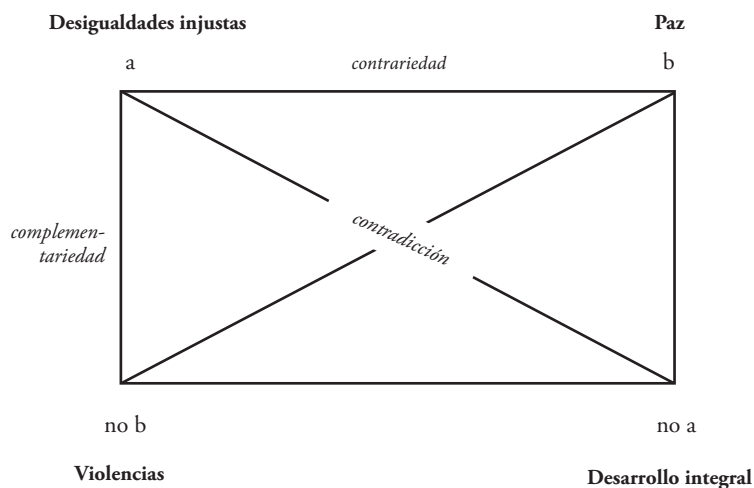 Desigualdades injustas
Paz
a
contrariedad
b
complemen-
tariedad
contradicción
no b
no a
Violencias
Desarrollo integral